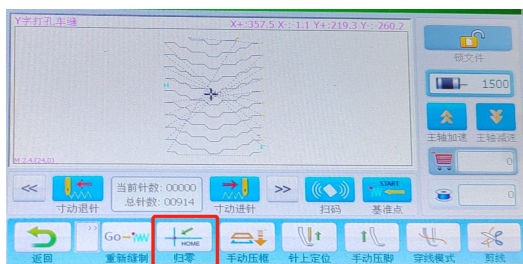 Y字打孔车缝 X+:357.5 X-:-1.1 Y+:219.3 Y-:-260.2
锁文件
1500
主轴加速 主轴减速
M
E
0
<< 当前针数: 00000 >> START
总针数: 00914
寸动退针 寸动进针 扫码 基准点
0
>> Go HOME
返回 重新缝制 归零 手动压框 针上定位 手动压脚 穿线模式 剪线